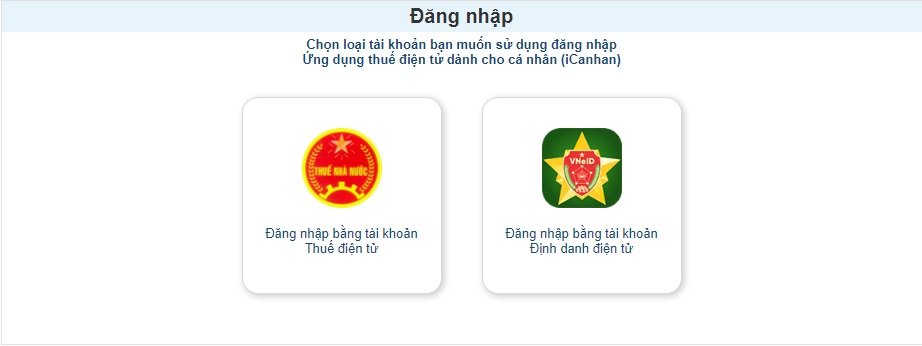 Đăng nhập
Chọn loại tài khoản bạn muốn sử dụng đăng nhập
Ứng dụng thuế điện tử dành cho cá nhân (iCanhan)
THUẾ NHÀ NƯỚC
VNeID
Đăng nhập bằng tài khoản
Thuế điện tử
Đăng nhập bằng tài khoản
Định danh điện tử